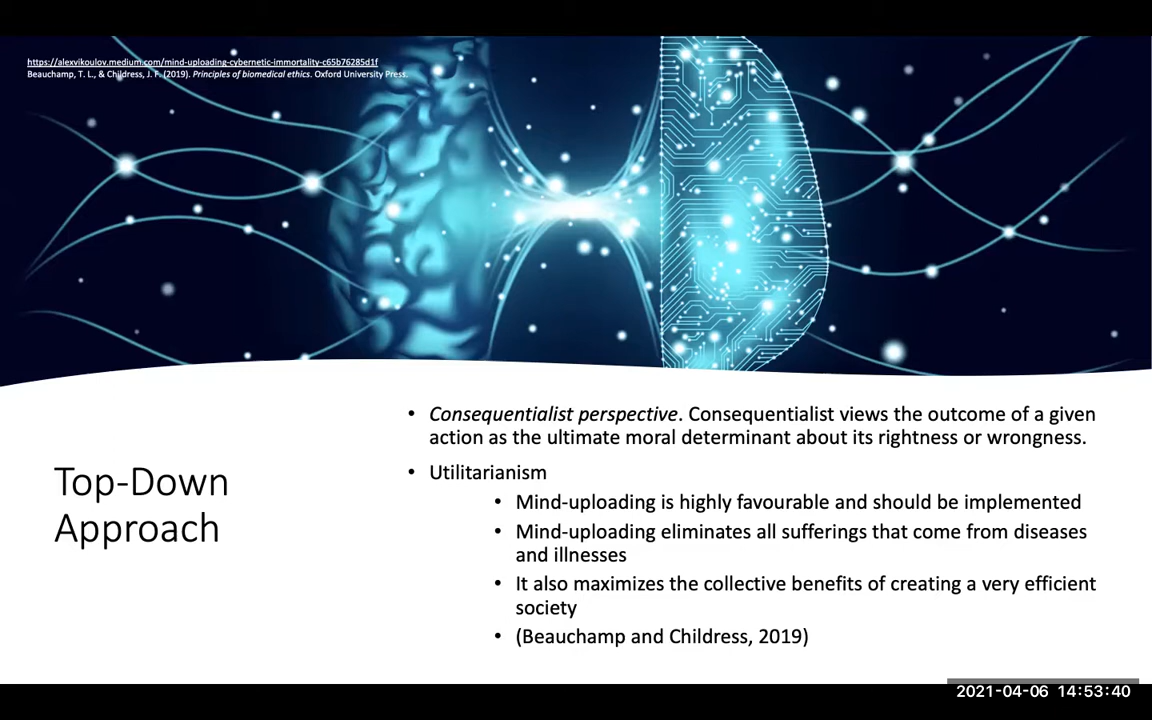 https://alexvikoulov.medium.com/mind-uploading-cybernetic-immortality-c65b76285d1f
Beauchamp, T. L., & Childress, J. F. (2019). Principles of biomedical ethics. Oxford University Press.
Top-Down
Approach
• Consequentialist perspective. Consequentialist views the outcome of a given
action as the ultimate moral determinant about its rightness or wrongness.
• Utilitarianism
• Mind-uploading is highly favourable and should be implemented
• Mind-uploading eliminates all sufferings that come from diseases
and illnesses
• It also maximizes the collective benefits of creating a very efficient
society
• (Beauchamp and Childress, 2019)
2021-04-06 14:53:40